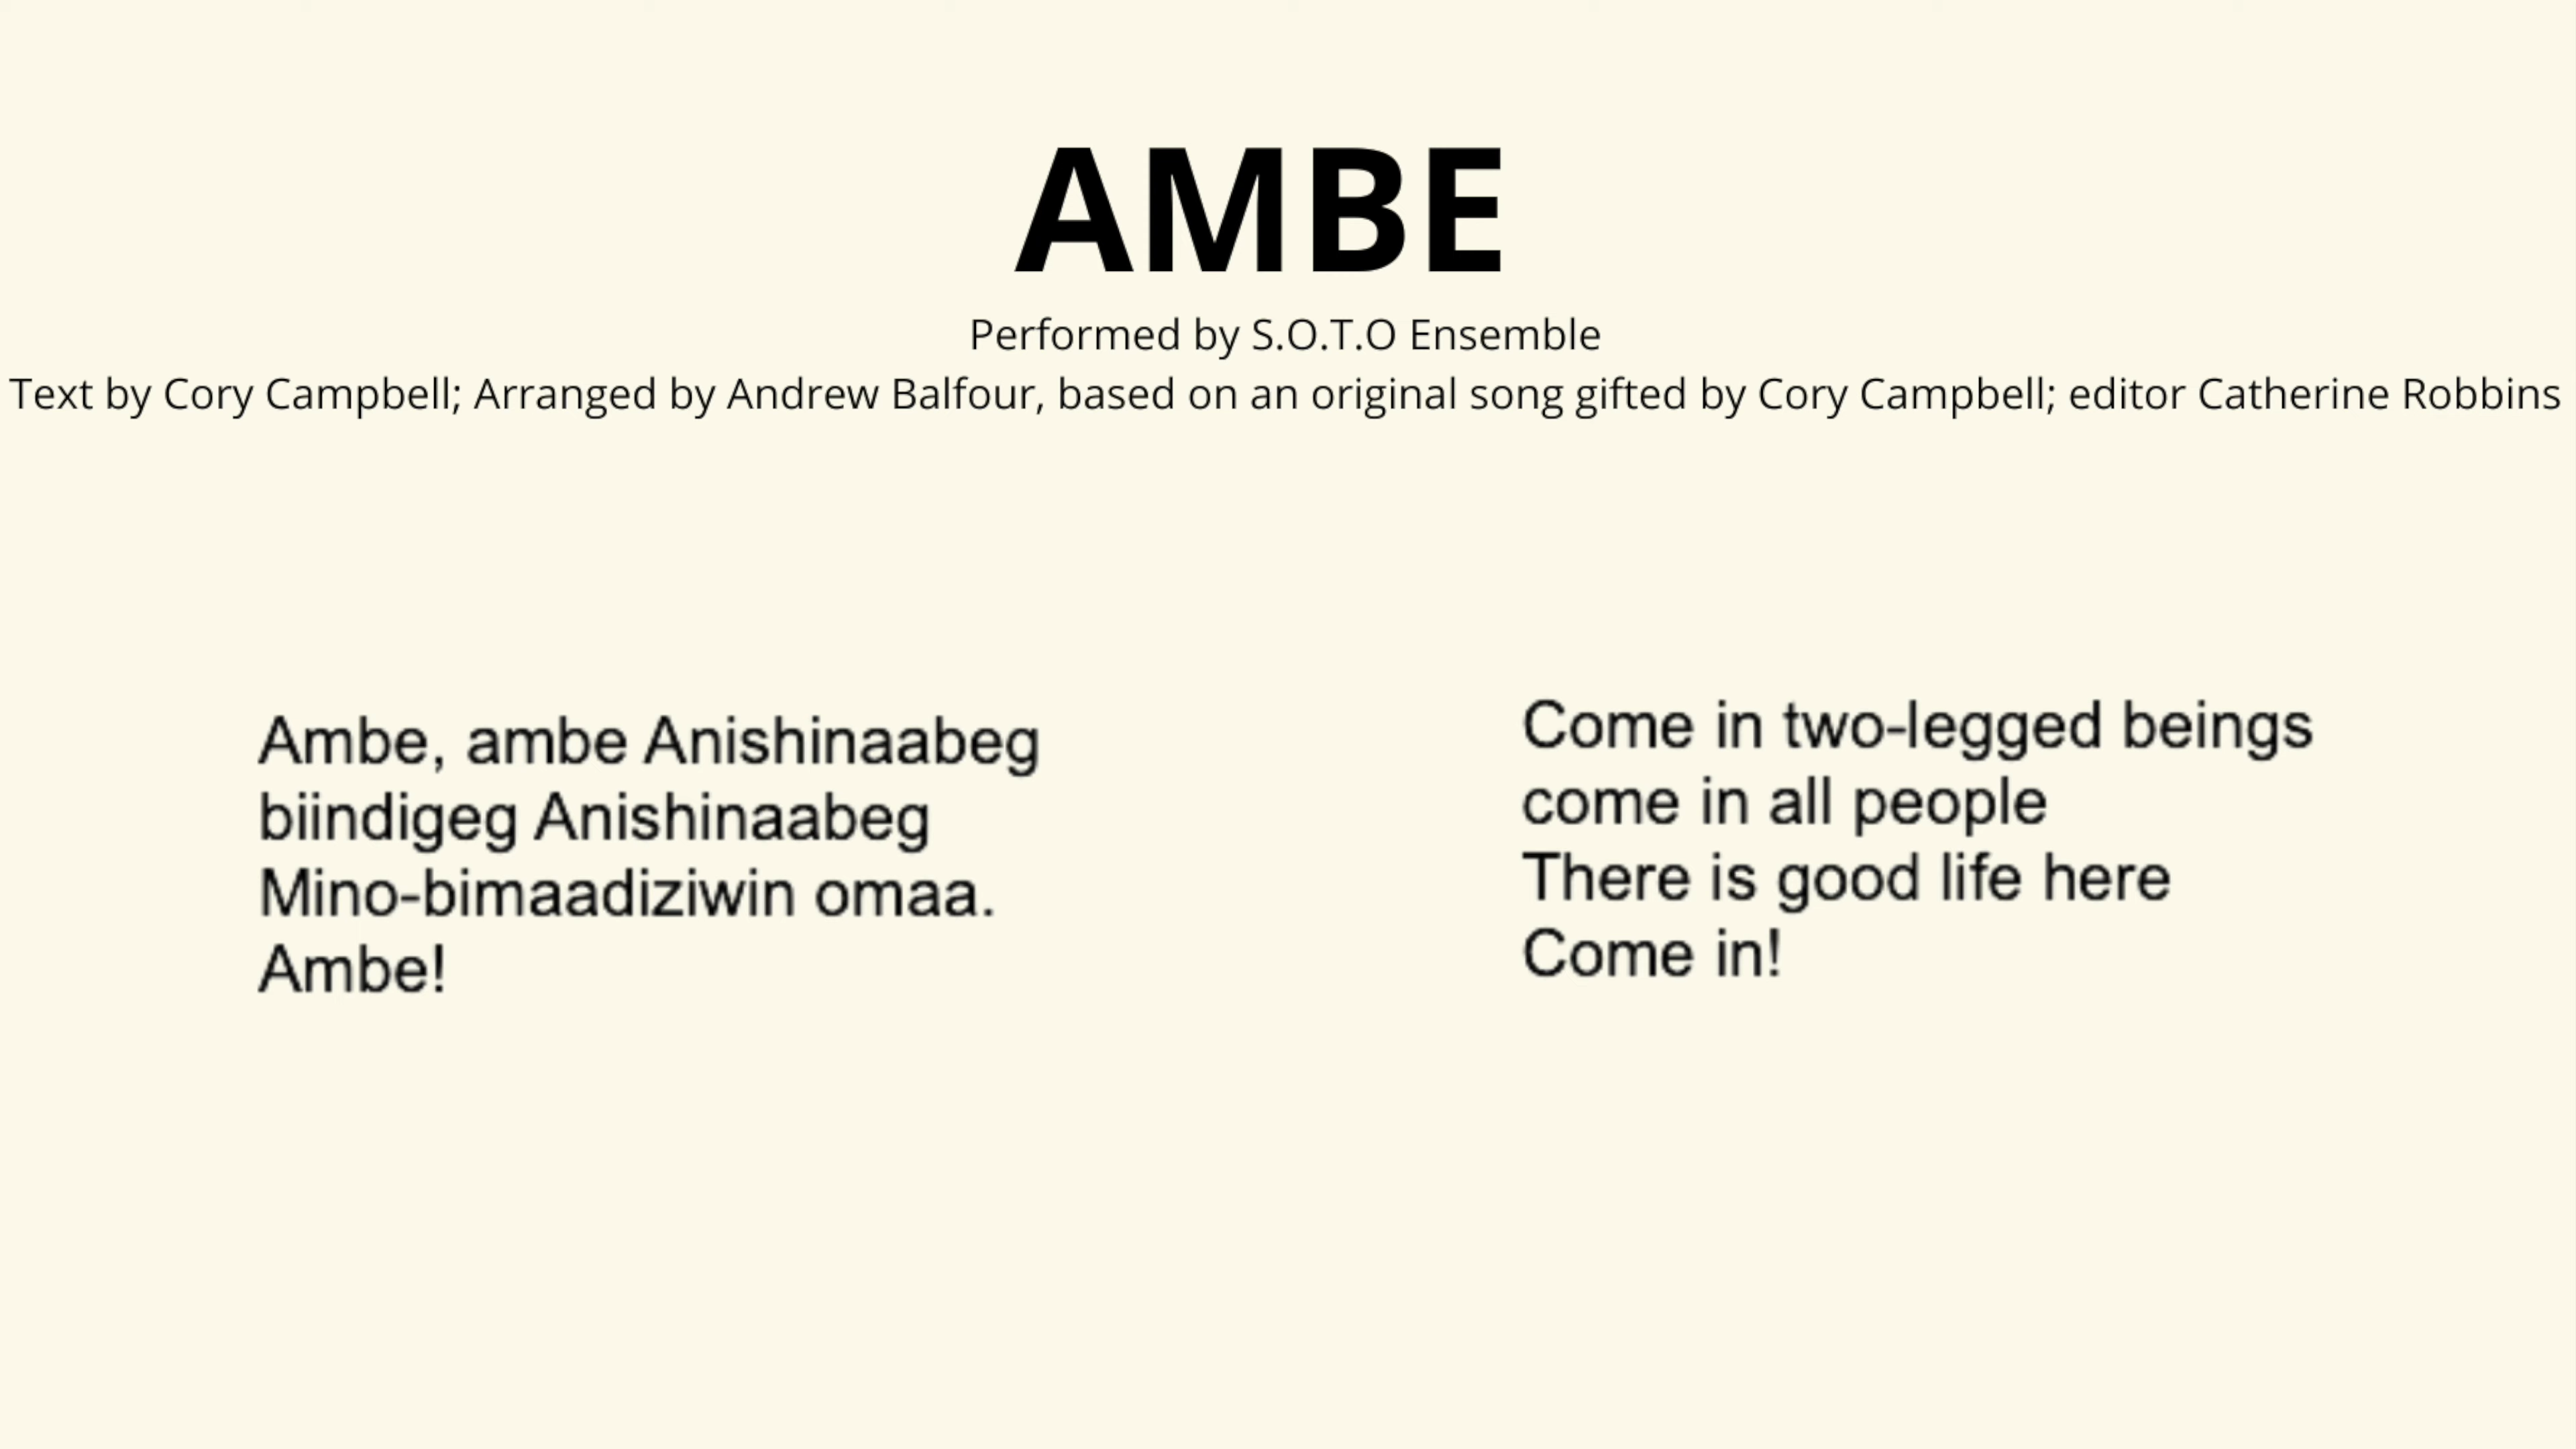 AMBE
Performed by S.O.T.O Ensemble
Text by Cory Campbell; Arranged by Andrew Balfour, based on an original song gifted by Cory Campbell; editor Catherine Robbins
Ambe, ambe Anishinaabeg
biindigeg Anishinaabeg
Mino-bimaadiziwin omaa.
Ambe!
Come in two-legged beings
come in all people
There is good life here
Come in!